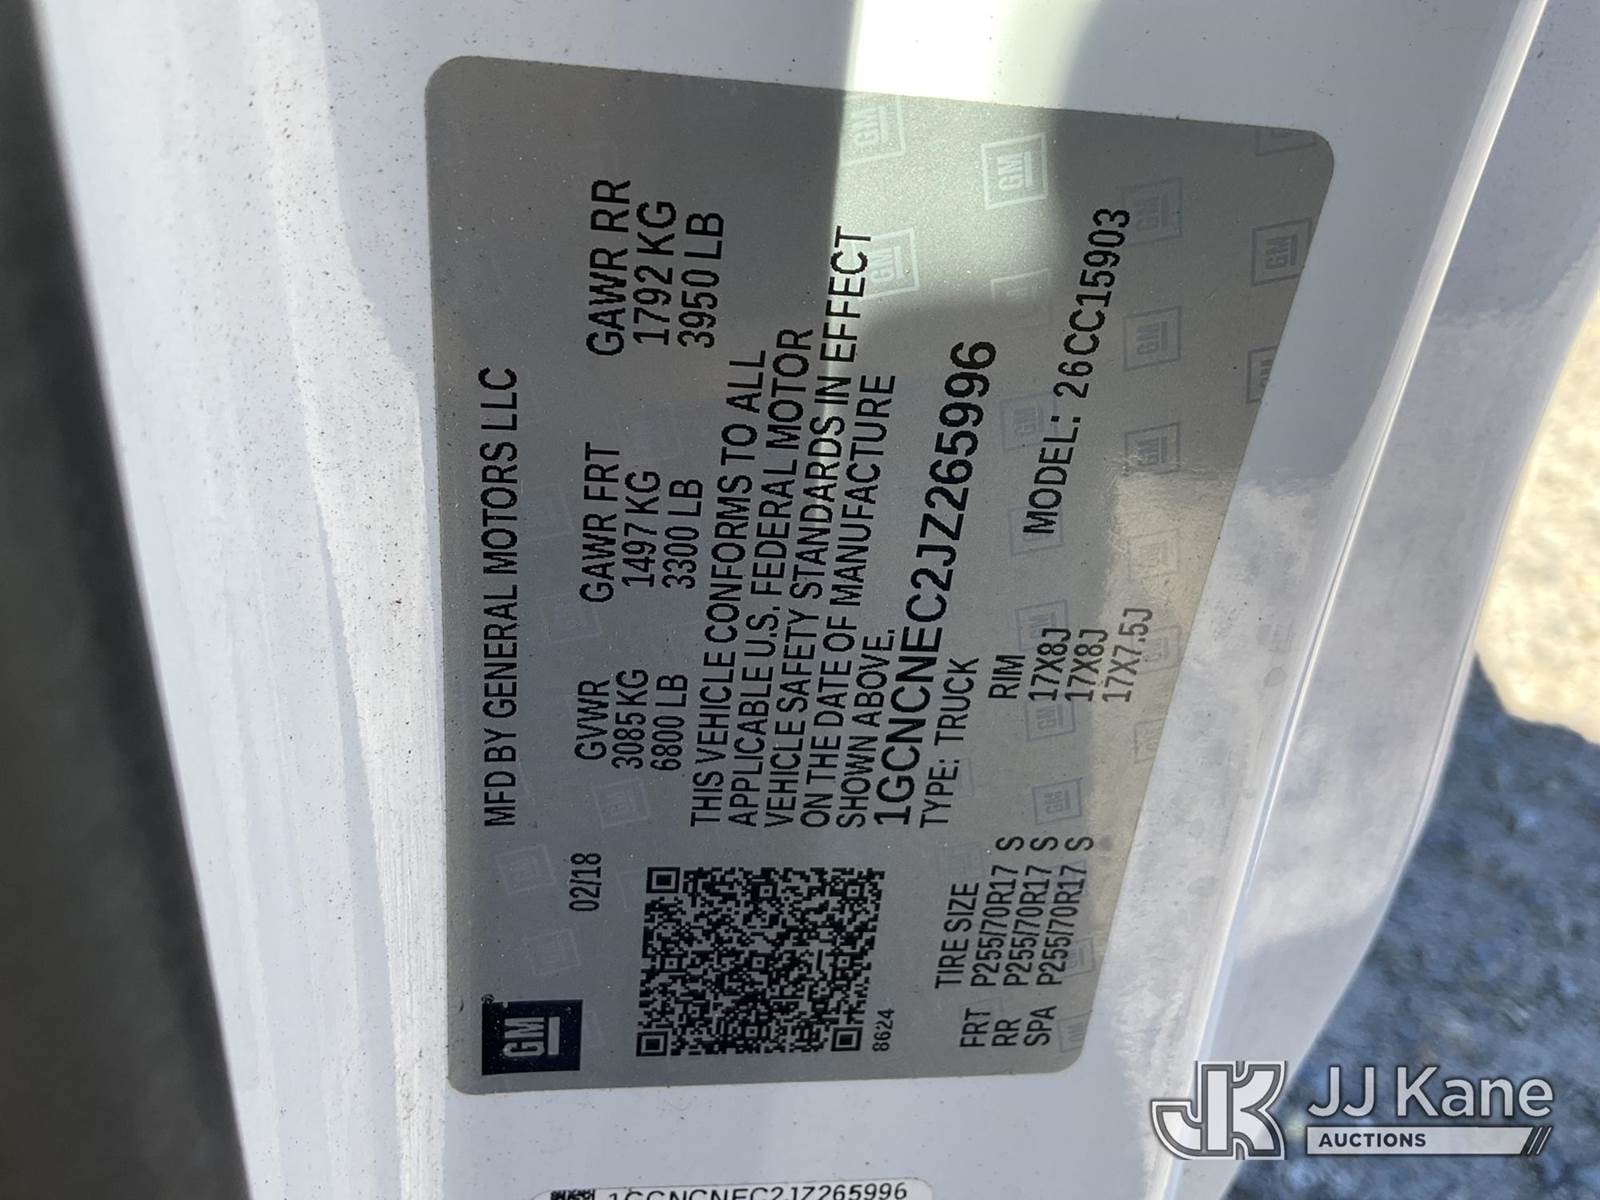 GM
MFD BY GENERAL MOTORS LLC
02/18
GVWR GAWR FRT GAWR RR
3085 KG 1497 KG 1792 KG
6800 LB 3300 LB 3950 LB
THIS VEHICLE CONFORMS TO ALL
APPLICABLE U.S. FEDERAL MOTOR
VEHICLE SAFETY STANDARDS IN EFFECT
ON THE DATE OF MANUFACTURE
SHOWN ABOVE.
1GCNCNEC2JZ265996
TYPE: TRUCK
8624
TIRE SIZE RIM
FRT P255/70R17 S 17X8J
RR P255/70R17 S 17X8J
SPA P255/70R17 S 17X7.5J
MODEL: 26CC15903
1GCNCNEC2JZ265996
JK JJ Kane
AUCTIONS